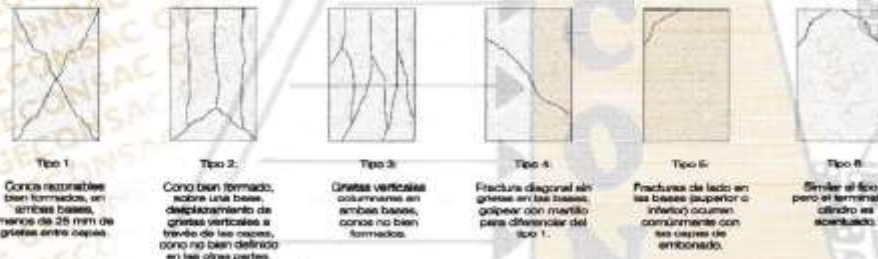 Tipo 1
Conos razonables
bien formados, en
ambas bases,
menos de 25 mm de
grietas entre capas.
Tipo 2:
Cono bien formado,
sobre una base,
desplazamiento de
grietas verticales a
través de las capas,
cono no bien definido
en las otras partes.
Tipo 3:
Grietas verticales
columnares en
ambas bases,
conos no bien
formados.
Tipo 4:
Fractura diagonal sin
grietas en las bases,
golpear con martillo
para diferenciar del
tipo 1.
Tipo 5:
Fracturas de lado en
las bases (superior o
inferior) ocurren
comúnmente con
las capas de
embonado.
Tipo 6
Similar al tipo
pero el terminal
cilindro es
acentuado.
GECONSAC